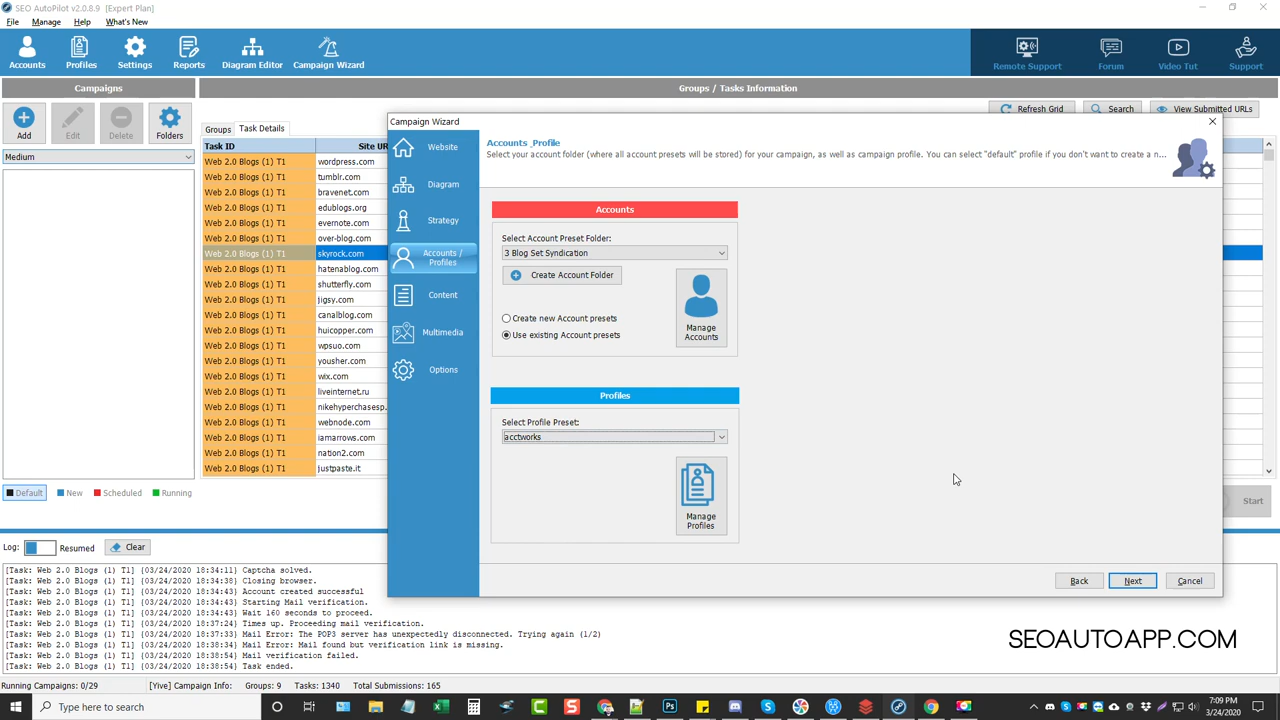 SEO AutoPilot v2.0.8.9 [Expert Plan]
File Manage Help What's New
Accounts Profiles Settings Reports Diagram Editor Campaign Wizard Remote Support Forum Video Tut Support
Campaigns
Groups / Tasks Information
Add Edit Delete Folders
Refresh Grid Search View Submitted URLs
Groups Task Details
Medium
Task ID Site UR
Web 2.0 Blogs (1) T1 wordpress.com
Web 2.0 Blogs (1) T1 tumblr.com
Web 2.0 Blogs (1) T1 bravenet.com
Web 2.0 Blogs (1) T1 edublogs.org
Web 2.0 Blogs (1) T1 evernote.com
Web 2.0 Blogs (1) T1 over-blog.com
Web 2.0 Blogs (1) T1 skyrock.com
Web 2.0 Blogs (1) T1 hatenablog.com
Web 2.0 Blogs (1) T1 shutterfly.com
Web 2.0 Blogs (1) T1 jigsy.com
Web 2.0 Blogs (1) T1 canalblog.com
Web 2.0 Blogs (1) T1 huicopper.com
Web 2.0 Blogs (1) T1 wpsuo.com
Web 2.0 Blogs (1) T1 yousher.com
Web 2.0 Blogs (1) T1 wix.com
Web 2.0 Blogs (1) T1 liveinternet.ru
Web 2.0 Blogs (1) T1 nikehyperchasesp.
Web 2.0 Blogs (1) T1 webnode.com
Web 2.0 Blogs (1) T1 iamarrows.com
Web 2.0 Blogs (1) T1 nation2.com
Web 2.0 Blogs (1) T1 justpaste.it
Default New Scheduled Running
Campaign Wizard
Website
Diagram
Strategy
Accounts /
Profiles
Content
Multimedia
Options
Accounts _Profile
Select your account folder (where all account presets will be stored) for your campaign, as well as campaign profile. You can select "default" profile if you don't want to create a n...
Accounts
Select Account Preset Folder:
3 Blog Set Syndication
Create Account Folder
Create new Account presets
Use existing Account presets
Manage
Accounts
Profiles
Select Profile Preset:
acctworks
Manage
Profiles
Back Next Cancel
Start
Log: Resumed Clear
[Task: Web 2.0 Blogs (1) T1] {03/24/2020 18:34:11} Captcha solved.
[Task: Web 2.0 Blogs (1) T1] {03/24/2020 18:34:38} Closing browser.
[Task: Web 2.0 Blogs (1) T1] {03/24/2020 18:34:43} Account created successful
[Task: Web 2.0 Blogs (1) T1] {03/24/2020 18:34:43} Starting Mail verification.
[Task: Web 2.0 Blogs (1) T1] {03/24/2020 18:34:43} Wait 160 seconds to proceed.
[Task: Web 2.0 Blogs (1) T1] {03/24/2020 18:37:24} Times up. Proceeding mail verification.
[Task: Web 2.0 Blogs (1) T1] {03/24/2020 18:37:34} Mail Error: The POP3 server has unexpectedly disconnected. Trying again (1/2)
[Task: Web 2.0 Blogs (1) T1] {03/24/2020 18:38:54} Mail Error: Mail found but verification link is missing.
[Task: Web 2.0 Blogs (1) T1] {03/24/2020 18:38:54} Mail verification failed.
[Task: Web 2.0 Blogs (1) T1] {03/24/2020 18:38:54} Task ended.
SEOAUTOAPP.COM
Running Campaigns: 0/29 [Yive] Campaign Info: Groups: 9 Tasks: 1340 Total Submissions: 165
Type here to search
7:09 PM
3/24/2020